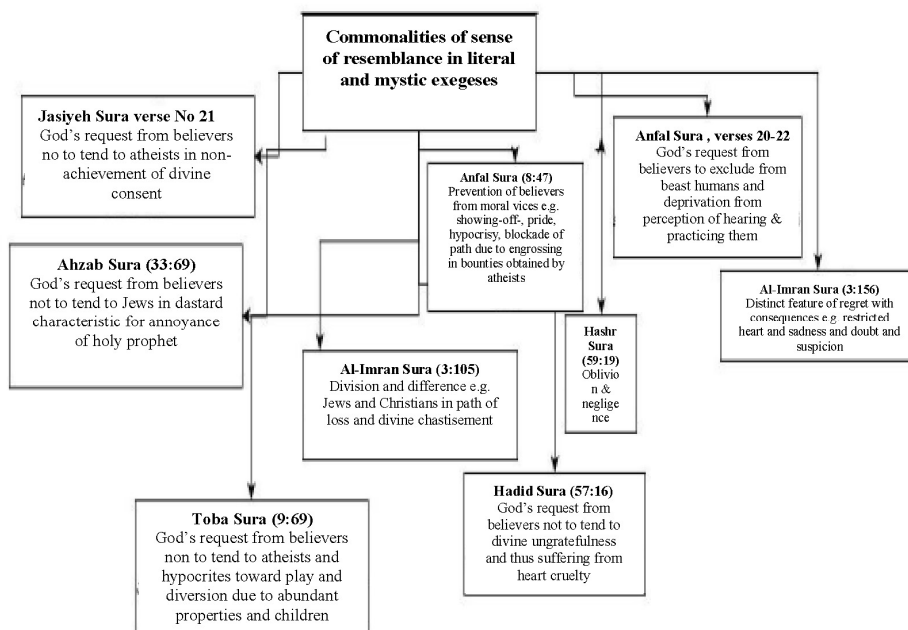 Commonalities of sense
of resemblance in literal
and mystic exegeses
Jasiyeh Sura verse No 21
God's request from believers
no to tend to atheists in non-
achievement of divine
consent
Anfal Sura , verses 20-22
God's request from
believers to exclude from
beast humans and
deprivation from
perception of hearing &
practicing them
Anfal Sura (8:47)
Prevention of believers
from moral vices e.g.
showing-off-, pride,
hypocrisy, blockade of
path due to engrossing
in bounties obtained by
atheists
Ahzab Sura (33:69)
God's request from believers
not to tend to Jews in dastard
characteristic for annoyance
of holy prophet
Al-Imran Sura (3:156)
Distinct feature of regret with
consequences e.g. restricted
heart and sadness and doubt and
suspicion
Hashr
Sura
(59:19)
Oblivio
n &
neglige
nce
Al-Imran Sura (3:105)
Division and difference e.g.
Jews and Christians in path of
loss and divine chastisement
Hadid Sura (57:16)
God's request from
believers not to tend to
divine ungratefulness
and thus suffering from
heart cruelty
Toba Sura (9:69)
God's request from believers
non to tend to atheists and
hypocrites toward play and
diversion due to abundant
properties and children